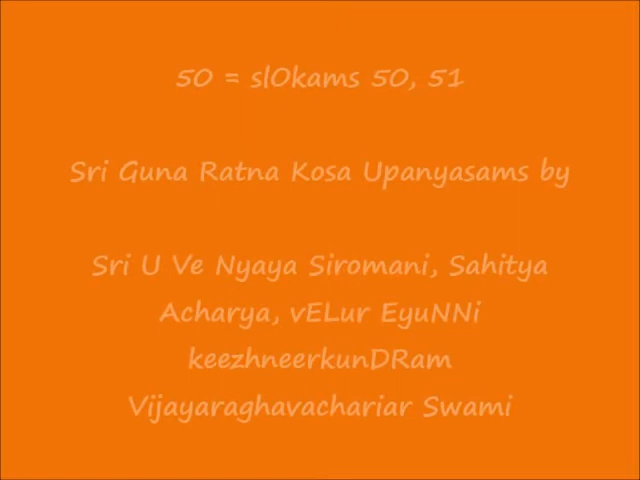 50 = slOkams 50, 51
Sri Guna Ratna Kosa Upanyasams by
Sri U Ve Nyaya Siromani, Sahitya
Acharya, vELur EyuNNi
keezhneerkunDRam
Vijayaraghavachariar Swami